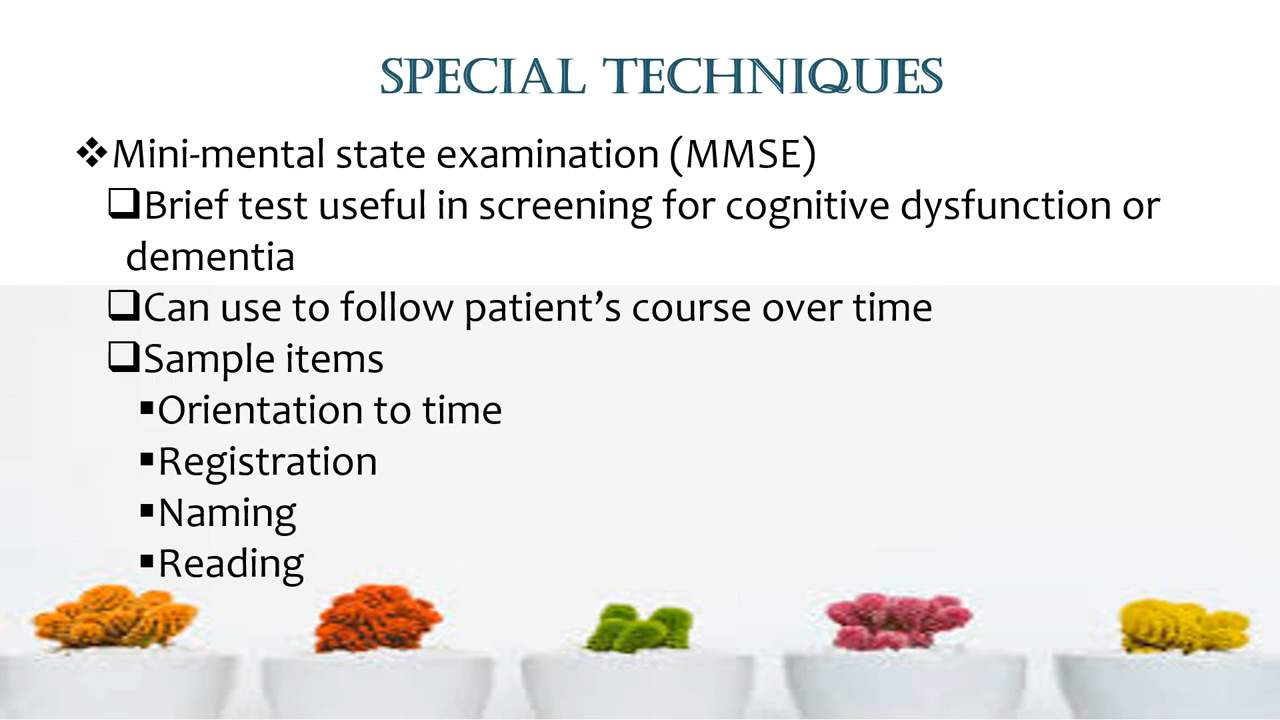 SPECIAL TECHNIQUES
❖Mini-mental state examination (MMSE)
❑Brief test useful in screening for cognitive dysfunction or
dementia
❑Can use to follow patient’s course over time
❑Sample items
▪Orientation to time
▪Registration
▪Naming
▪Reading